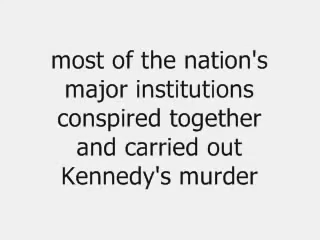 most of the nation's
major institutions
conspired together
and carried out
Kennedy's murder